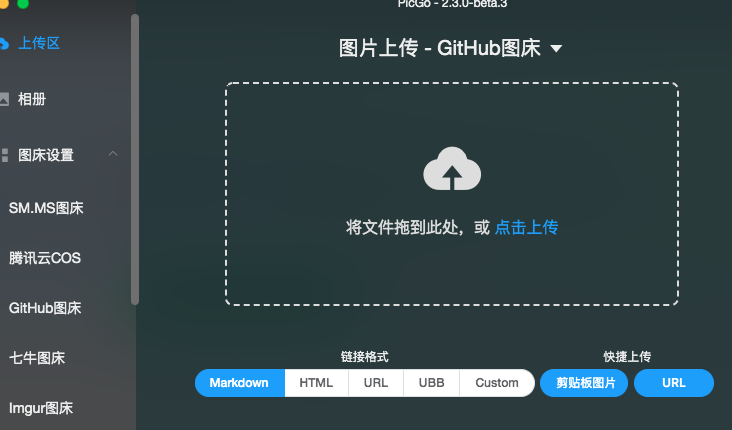 PicGo - 2.3.0-beta.3
上传区
相册
图床设置
SM.MS图床
腾讯云COS
GitHub图床
七牛图床
Imgur图床
图片上传 - GitHub图床
将文件拖到此处，或 点击上传
链接格式
Markdown HTML URL UBB Custom
快捷上传
剪贴板图片 URL